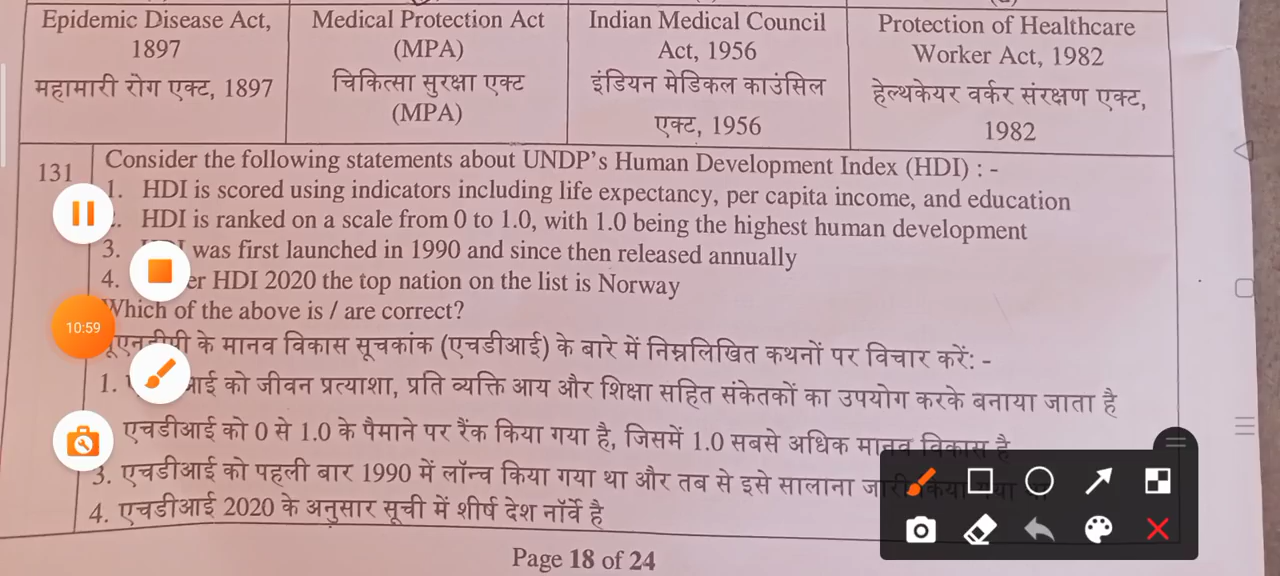 Epidemic Disease Act,
1897
महामारी रोग एक्ट, 1897
Medical Protection Act
(MPA)
चिकित्सा सुरक्षा एक्ट
(MPA)
Indian Medical Council
Act, 1956
इंडियन मेडिकल काउंसिल
एक्ट, 1956
Protection of Healthcare
Worker Act, 1982
हेल्थकेयर वर्कर संरक्षण एक्ट,
1982
131 Consider the following statements about UNDP's Human Development Index (HDI) : -
1. HDI is scored using indicators including life expectancy, per capita income, and education
HDI is ranked on a scale from 0 to 1.0, with 1.0 being the highest human development
3. was first launched in 1990 and since then released annually
4. HDI 2020 the top nation on the list is Norway
Which of the above is / are correct?
10:59
के मानव विकास सूचकांक (एचडीआई) के बारे में निम्नलिखित कथनों पर विचार करें: -
1. को जीवन प्रत्याशा, प्रति व्यक्ति आय और शिक्षा सहित संकेतकों का उपयोग करके बनाया जाता है
एचडीआई को 0 से 1.0 के पैमाने पर रैंक किया गया है, जिसमें 1.0 सबसे अधिक मानव विकास है
3. एचडीआई को पहली बार 1990 में लॉन्च किया गया था और तब से इसे सालाना जारी किया गया
4. एचडीआई 2020 के अनुसार सूची में शीर्ष देश नॉर्वे है
Page 18 of 24